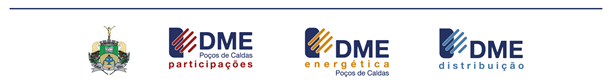 DME
Poços de Caldas
participações
DME
energética
Poços de Caldas
DME
distribuição